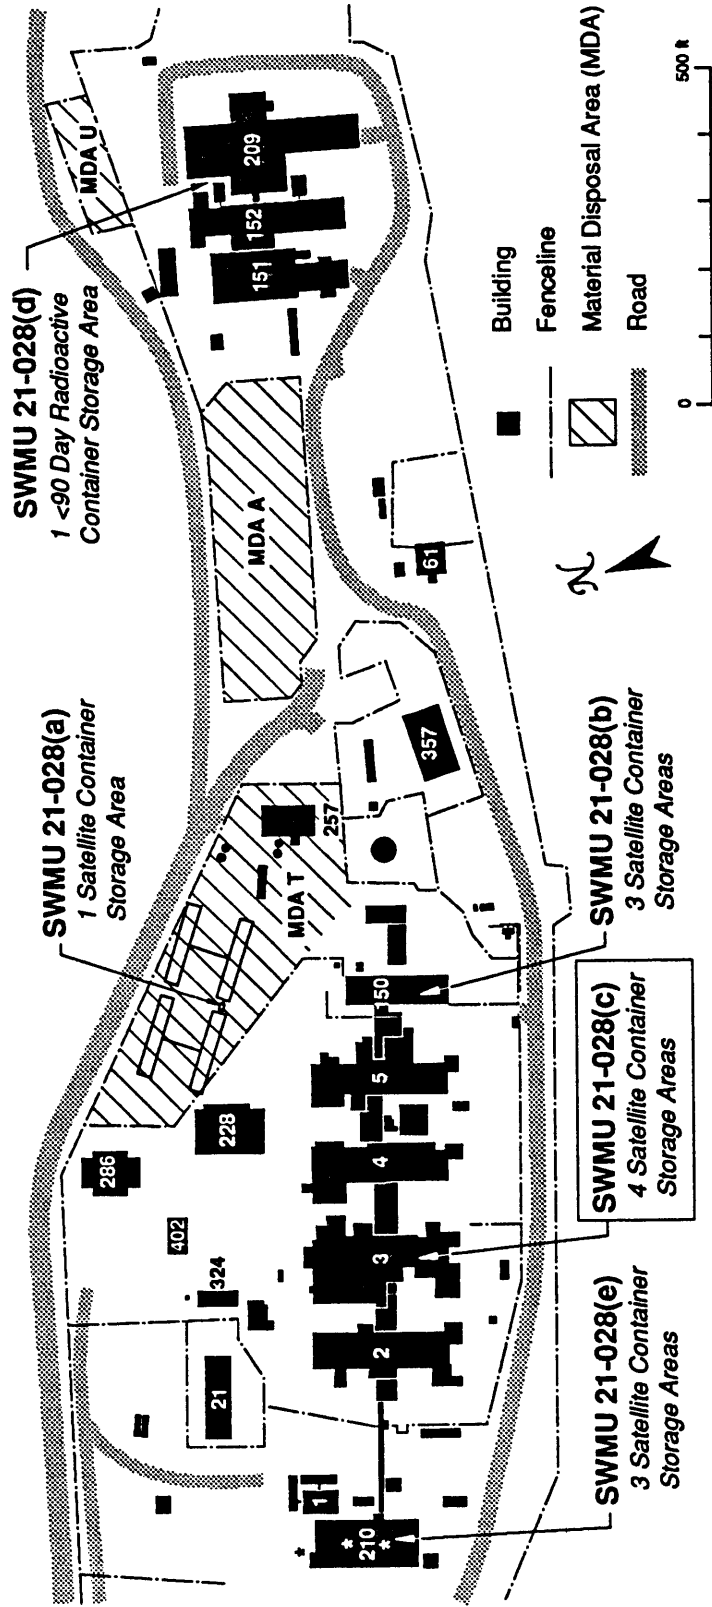 SWMU 21-028(d)
1 <90 Day Radioactive
Container Storage Area
SWMU 21-028(a)
1 Satellite Container
Storage Area
MDA U
209
152
151
MDA A
286
402
324
228
21
MDA T
257
357
61
1
210
*
*
*
2
3
4
5
150
SWMU 21-028(e)
3 Satellite Container
Storage Areas
SWMU 21-028(c)
4 Satellite Container
Storage Areas
SWMU 21-028(b)
3 Satellite Container
Storage Areas
N
Building
Fenceline
Material Disposal Area (MDA)
Road
0
500 ft